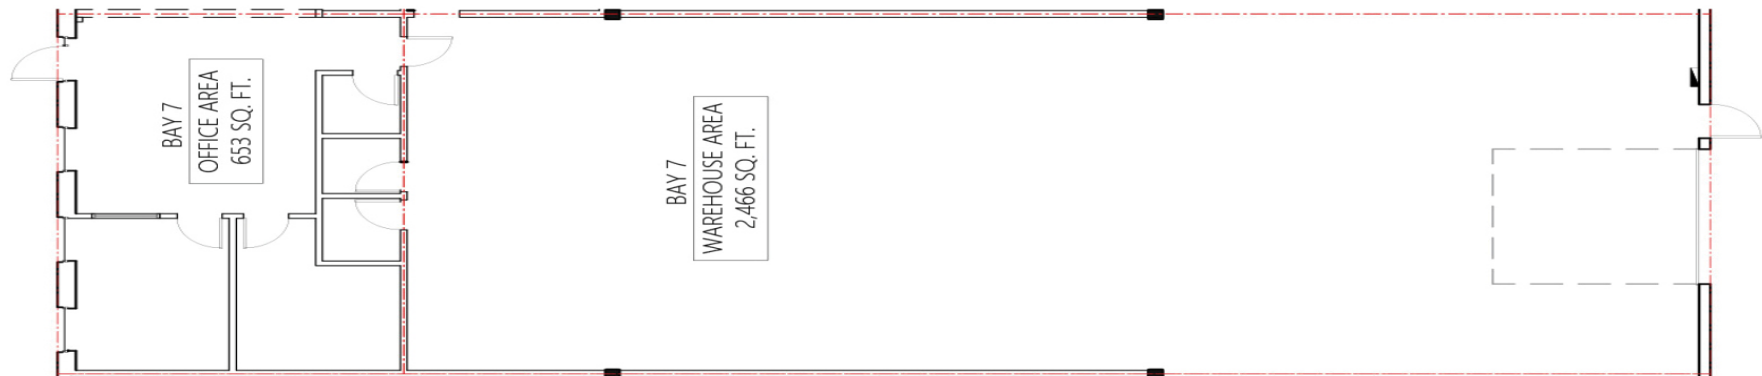 BAY 7
OFFICE AREA
653 SQ. FT.
BAY 7
WAREHOUSE AREA
2,466 SQ. FT.